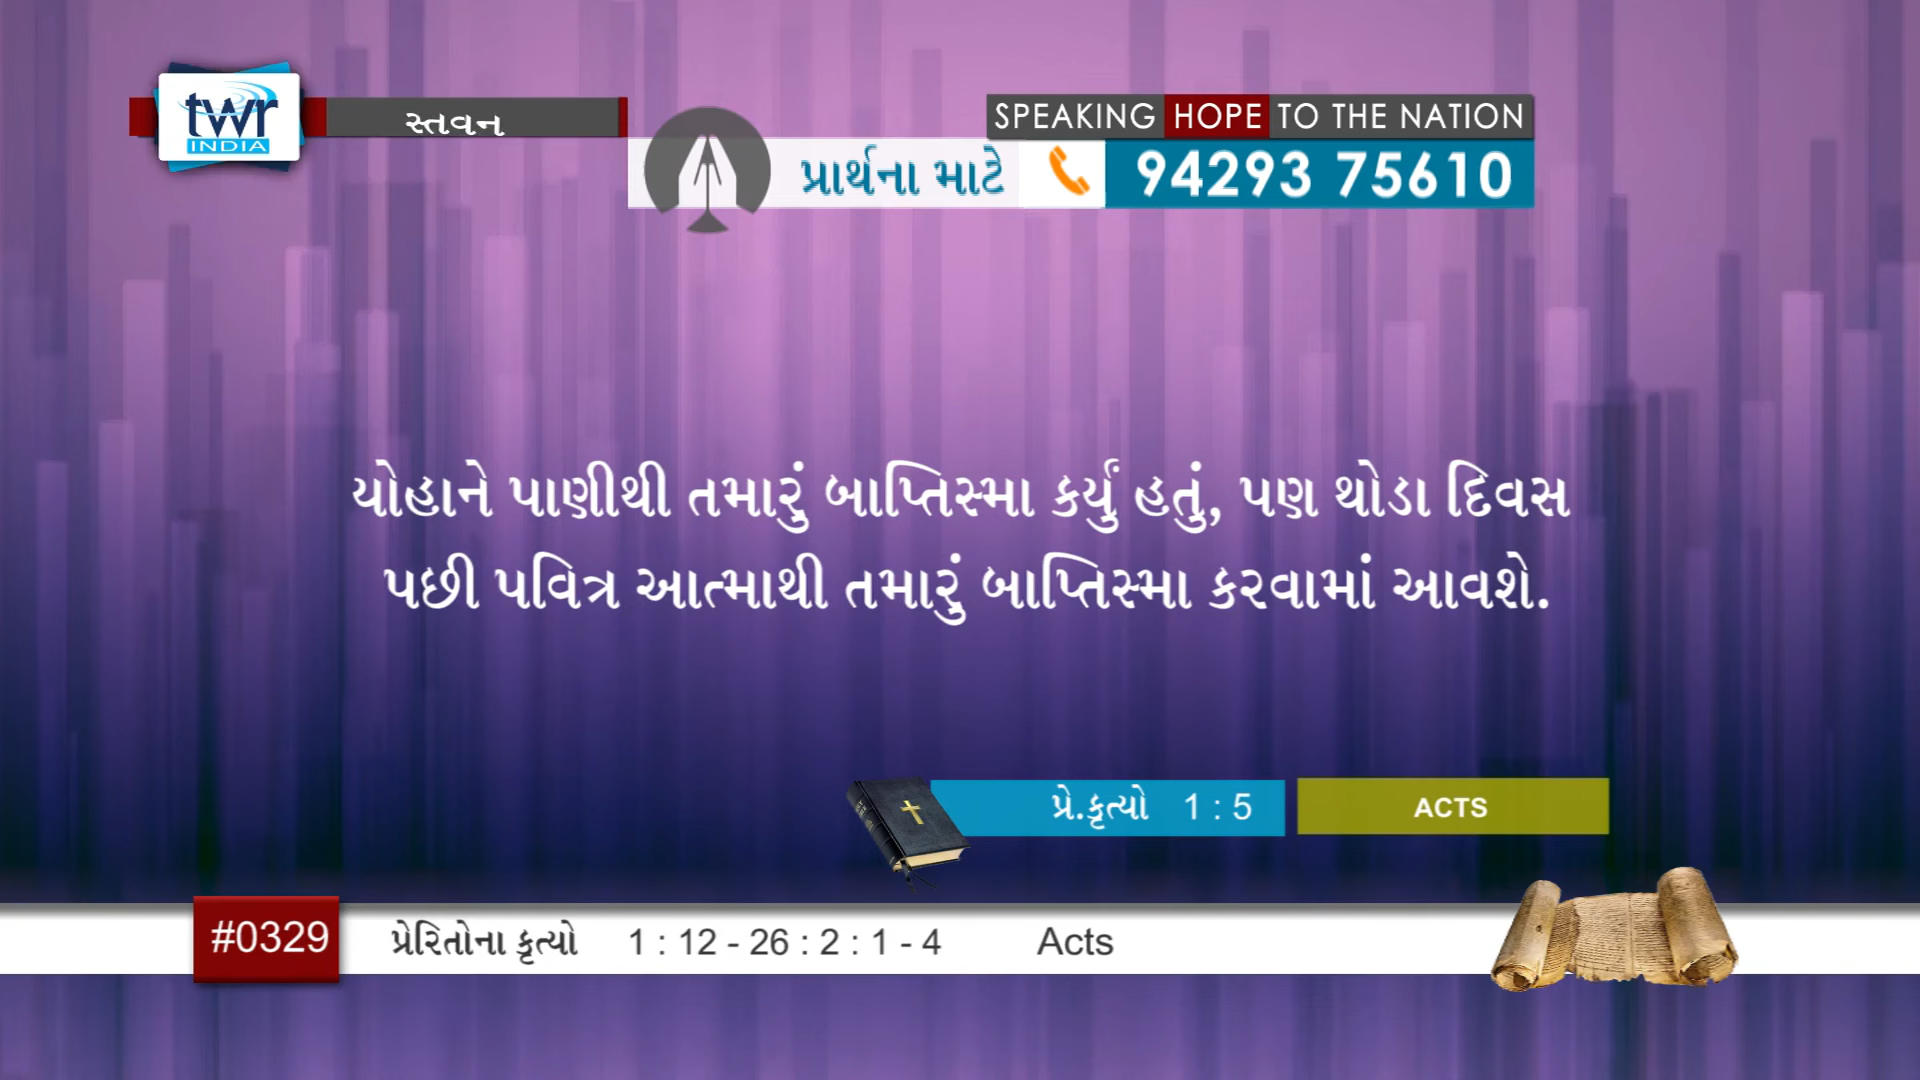 twr
INDIA
સ્તવન
SPEAKING HOPE TO THE NATION
પ્રાર્થના માટે 94293 75610
યોહાને પાણીથી તમારું બાપ્તિસ્મા કર્યું હતું, પણ થોડા દિવસ
પછી પવિત્ર આત્માથી તમારું બાપ્તિસ્મા કરવામાં આવશે.
પ્રે.કૃત્યો 1 : 5 ACTS
#0329 પ્રેરિતોના કૃત્યો 1 : 12 - 26 : 2 : 1 - 4 Acts